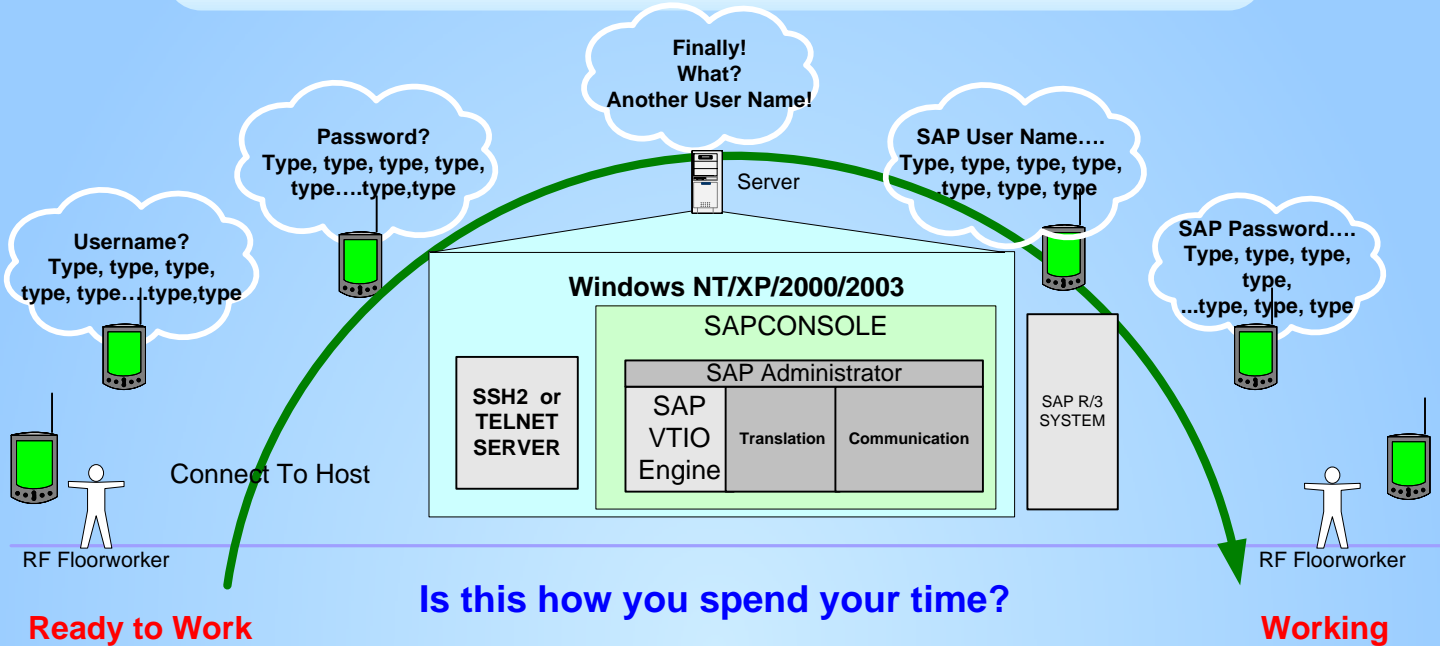 Finally!
What?
Another User Name!
Password?
Type, type, type, type,
type….type,type
SAP User Name….
Type, type, type, type,
.type, type, type
Username?
Type, type, type,
type, type….type,type
SAP Password….
Type, type, type,
type,
...type, type, type
Server
Windows NT/XP/2000/2003
SAPCONSOLE
SAP Administrator
SSH2 or
TELNET
SERVER
SAP
VTIO
Engine
Translation
Communication
SAP R/3
SYSTEM
Connect To Host
RF Floorworker
RF Floorworker
Is this how you spend your time?
Ready to Work
Working